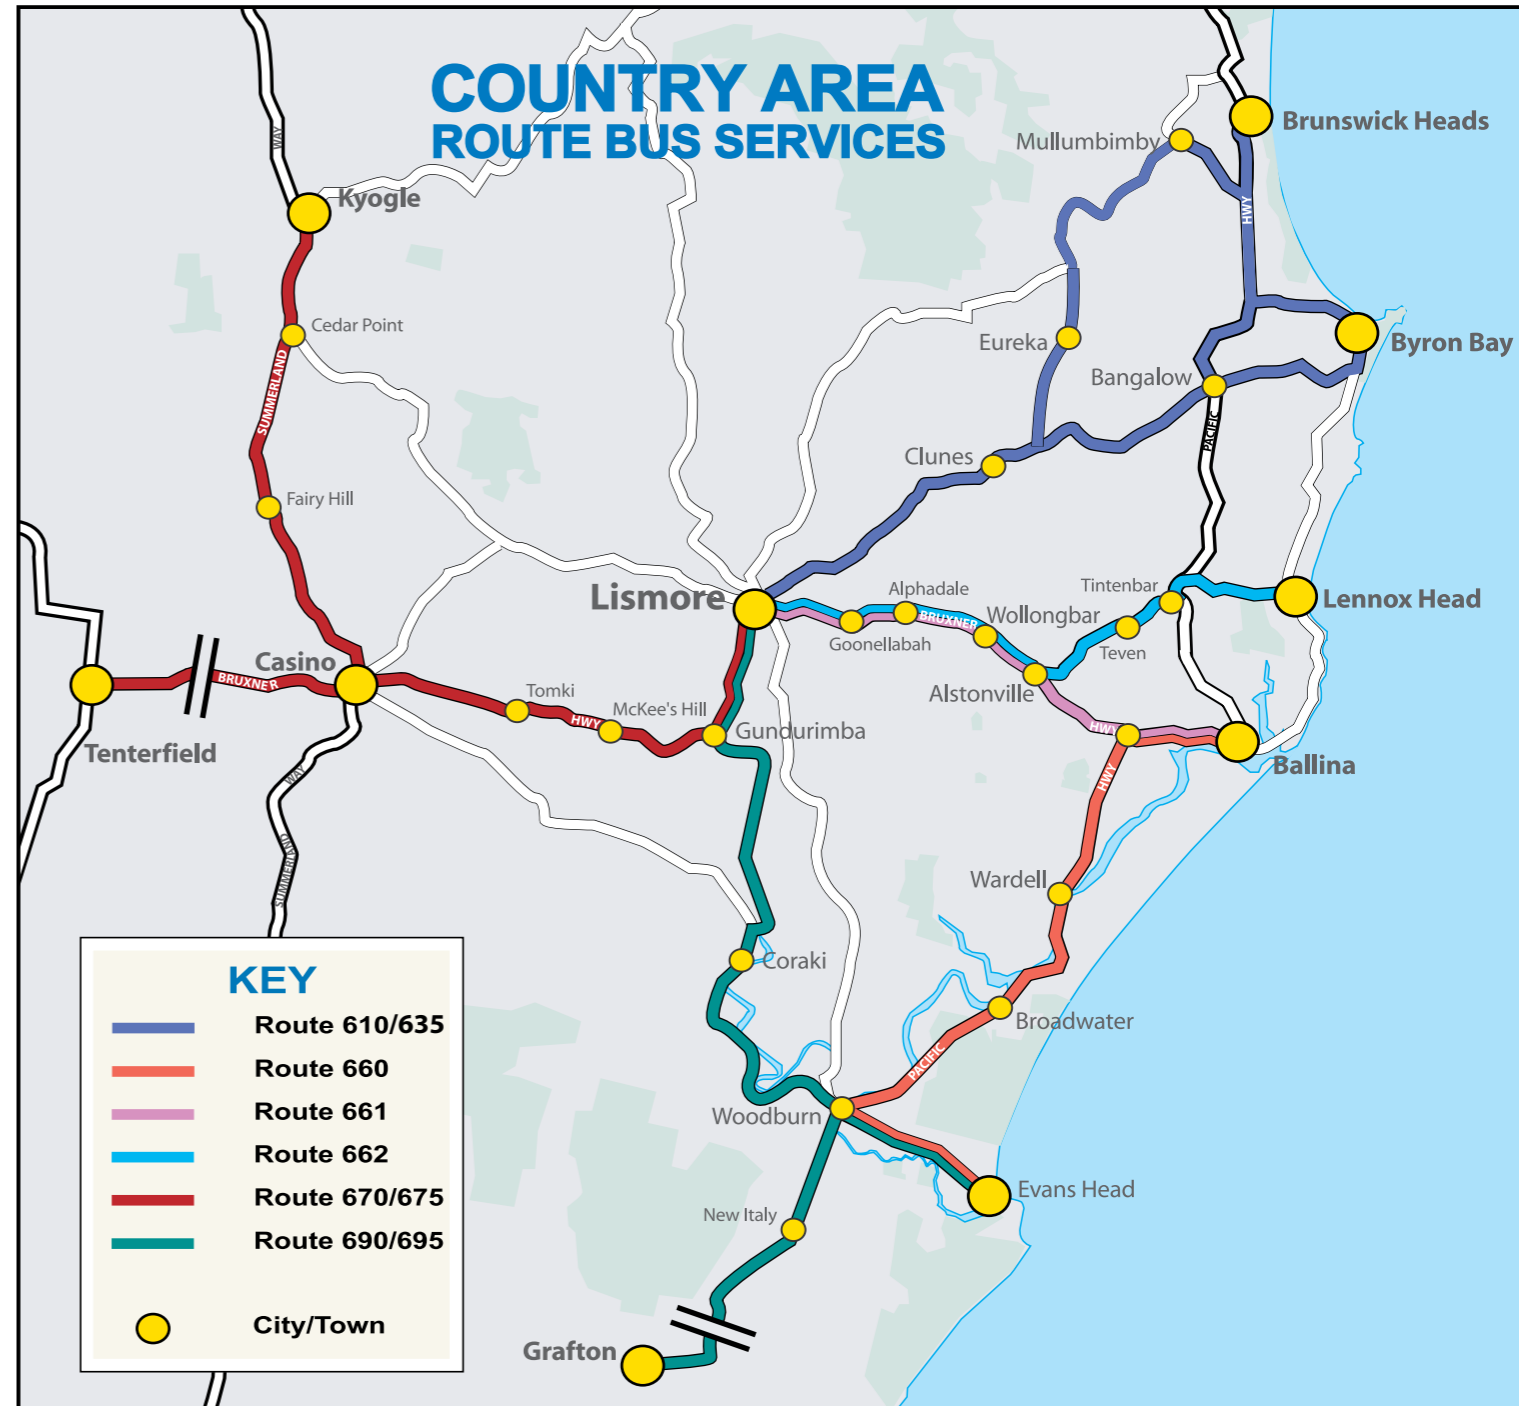 COUNTRY AREA
ROUTE BUS SERVICES
Brunswick Heads
Mullumbimby
WAY
Kyogle
HWY
Cedar Point
Eureka
Byron Bay
Bangalow
SUMMERLAND
PACIFIC
Clunes
Fairy Hill
Lismore
Alphadale
Tintenbar
BRUXNER
Wollongbar
Lennox Head
Goonellabah
Teven
Casino
BRUXNER
Tomki
Alstonville
McKee's Hill
HWY
Gundurimba
HWY
Tenterfield
Ballina
WAY
HWY
SUMMERLAND
Wardell
Coraki
Broadwater
PACIFIC
Woodburn
Evans Head
New Italy
Grafton
KEY
Route 610/635
Route 660
Route 661
Route 662
Route 670/675
Route 690/695
City/Town